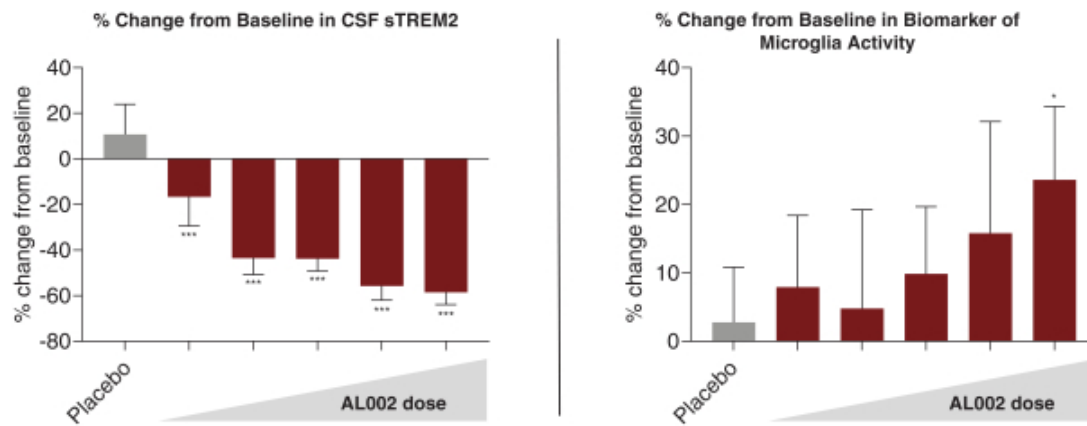 % Change from Baseline in CSF sTREM2
% change from baseline
40
20
0
-20
-40
-60
-80
***
***
***
***
***
Placebo
AL002 dose
% Change from Baseline in Biomarker of
Microglia Activity
% change from baseline
40
30
20
10
0
*
Placebo
AL002 dose